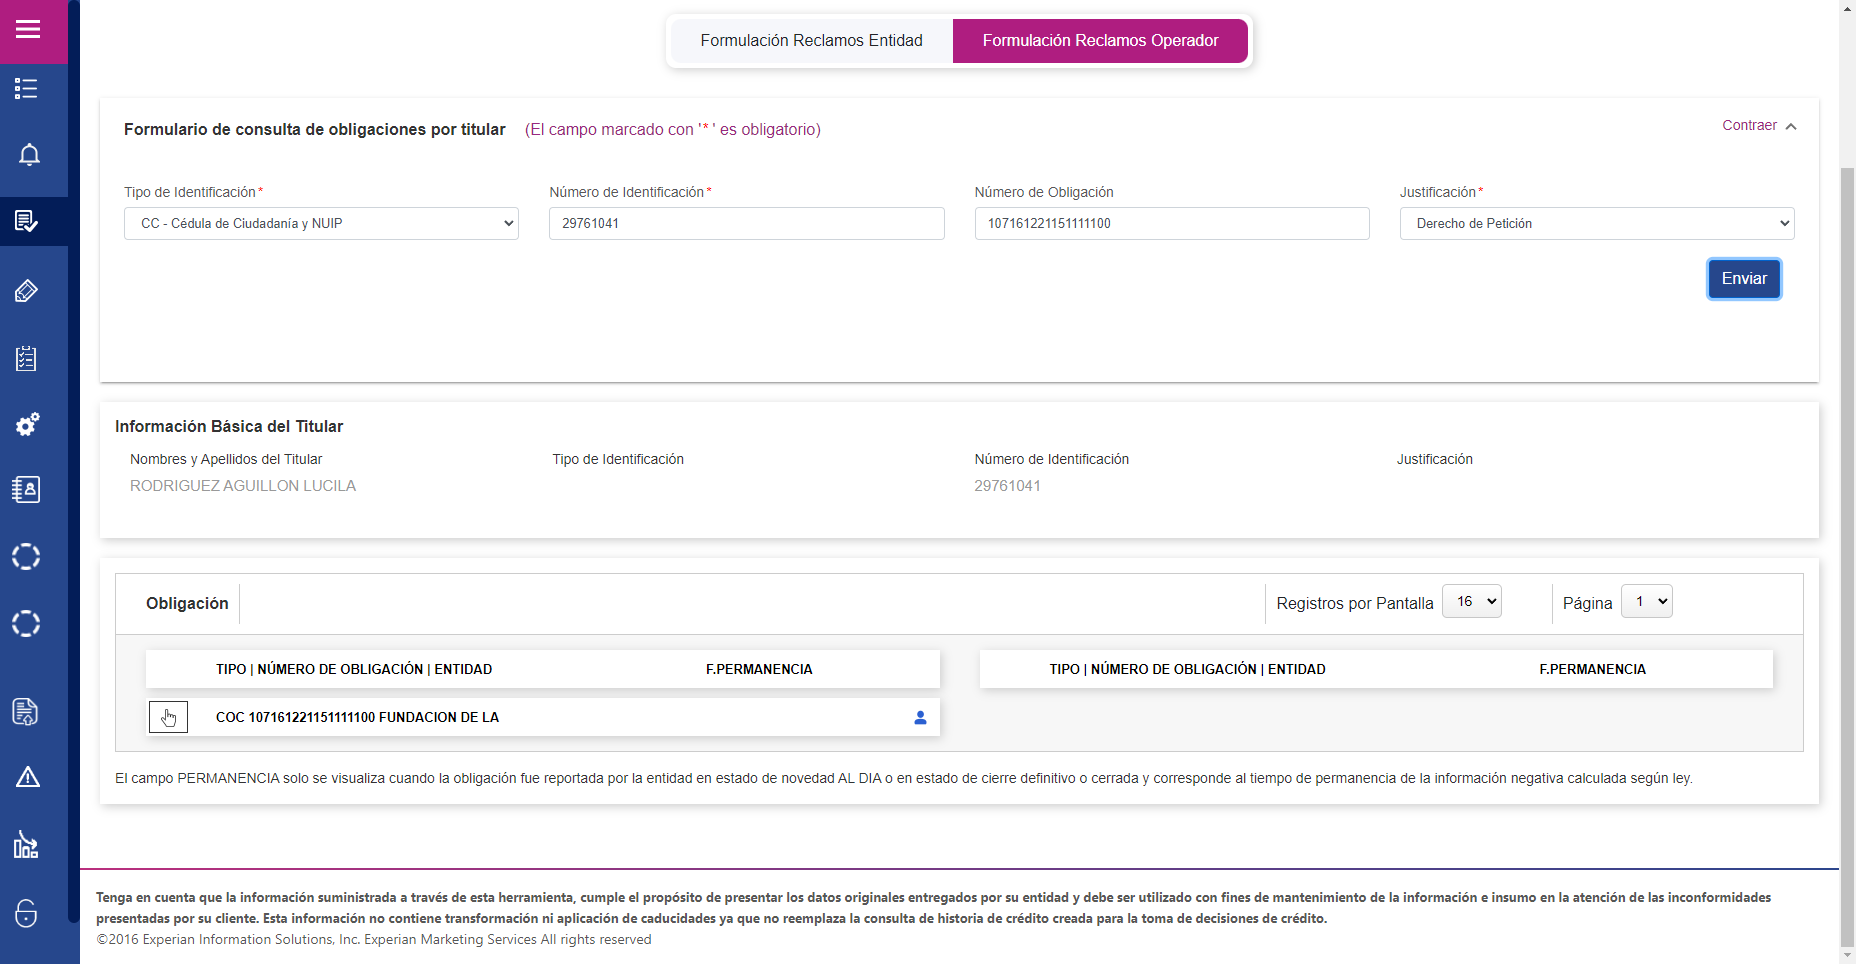 Formulación Reclamos Entidad
Formulación Reclamos Operador
Formulario de consulta de obligaciones por titular (El campo marcado con '*' es obligatorio)
Contraer
Tipo de Identificación*
Número de Identificación*
Número de Obligación
Justificación*
CC - Cédula de Ciudadanía y NUIP
29761041
107161221151111100
Derecho de Petición
Enviar
Información Básica del Titular
Nombres y Apellidos del Titular
Tipo de Identificación
Número de Identificación
Justificación
RODRIGUEZ AGUILLON LUCILA
29761041
Obligación
Registros por Pantalla 16
Página 1
TIPO | NÚMERO DE OBLIGACIÓN | ENTIDAD
F.PERMANENCIA
TIPO | NÚMERO DE OBLIGACIÓN | ENTIDAD
F.PERMANENCIA
COC 107161221151111100 FUNDACION DE LA
El campo PERMANENCIA solo se visualiza cuando la obligación fue reportada por la entidad en estado de novedad AL DIA o en estado de cierre definitivo o cerrada y corresponde al tiempo de permanencia de la información negativa calculada según ley.
Tenga en cuenta que la información suministrada a través de esta herramienta, cumple el propósito de presentar los datos originales entregados por su entidad y debe ser utilizado con fines de mantenimiento de la información e insumo en la atención de las inconformidades
presentadas por su cliente. Esta información no contiene transformación ni aplicación de caducidades ya que no reemplaza la consulta de historia de crédito creada para la toma de decisiones de crédito.
©2016 Experian Information Solutions, Inc. Experian Marketing Services All rights reserved